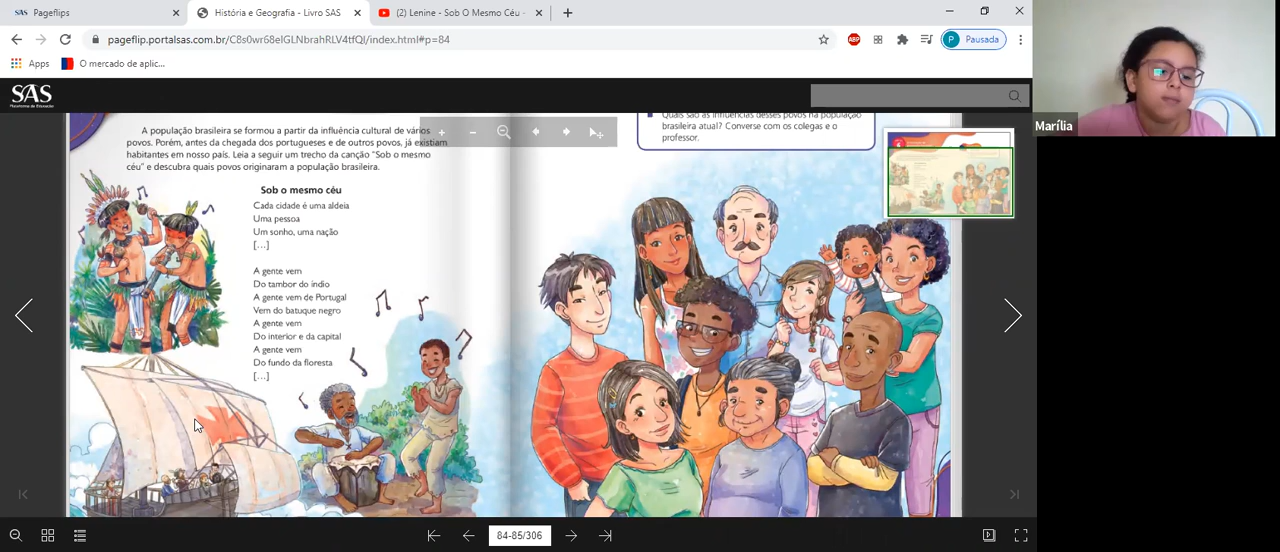 Pageflips
História e Geografia - Livro SAS
(2) Lenine - Sob O Mesmo Céu -
pageflip.portalsas.com.br/C8s0wr68eIGLNbrahRLV4tfQI/index.html#p=84
ABP
P Pausada
Apps
O mercado de aplic...
SAS
Plataforma de Educação
Marília
A população brasileira se formou a partir da influência cultural de vários
povos. Porém, antes da chegada dos portugueses e de outros povos, já existiam
habitantes em nosso país. Leia a seguir um trecho da canção "Sob o mesmo
céu" e descubra quais povos originaram a população brasileira.
Sob o mesmo céu
Cada cidade é uma aldeia
Uma pessoa
Um sonho, uma nação
[...]
A gente vem
Do tambor do índio
A gente vem de Portugal
Vem do batuque negro
A gente vem
Do interior e da capital
A gente vem
Do fundo da floresta
[...]
Quais são as influências desses povos na população
brasileira atual? Converse com os colegas e o
professor.
84-85/306